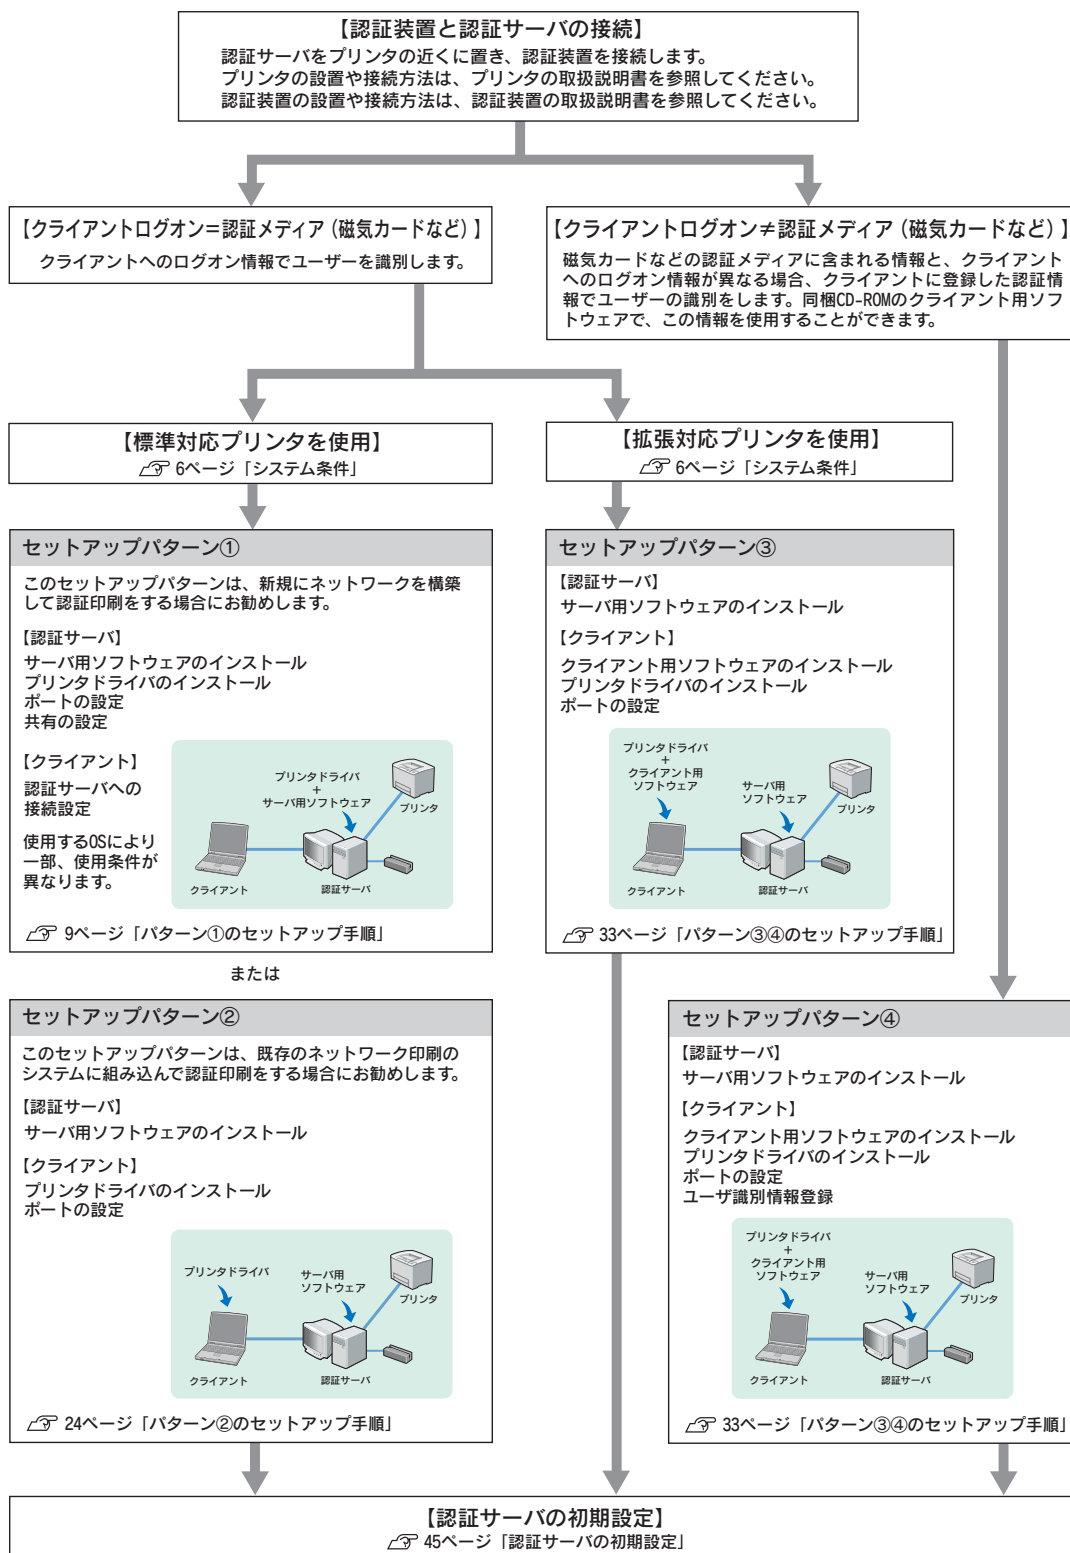 【認証装置と認証サーバの接続】
認証サーバをプリンタの近くに置き、認証装置を接続します。
プリンタの設置や接続方法は、プリンタの取扱説明書を参照してください。
認証装置の設置や接続方法は、認証装置の取扱説明書を参照してください。
【クライアントログオン＝認証メディア（磁気カードなど）】
クライアントへのログオン情報でユーザーを識別します。
【クライアントログオン≠認証メディア（磁気カードなど）】
磁気カードなどの認証メディアに含まれる情報と、クライアント
へのログオン情報が異なる場合、クライアントに登録した認証情
報でユーザーの識別をします。同梱CD-ROMのクライアント用ソフ
トウェアで、この情報を使用することができます。
【標準対応プリンタを使用】
6ページ「システム条件」
【拡張対応プリンタを使用】
6ページ「システム条件」
セットアップパターン①
このセットアップパターンは、新規にネットワークを構築
して認証印刷をする場合にお勧めします。
【認証サーバ】
サーバ用ソフトウェアのインストール
プリンタドライバのインストール
ポートの設定
共有の設定
【クライアント】
認証サーバへの
接続設定
使用するOSにより
一部、使用条件が
異なります。
プリンタドライバ
+
サーバ用ソフトウェア
プリンタ
クライアント
認証サーバ
9ページ「パターン①のセットアップ手順」
または
セットアップパターン②
このセットアップパターンは、既存のネットワーク印刷の
システムに組み込んで認証印刷をする場合にお勧めします。
【認証サーバ】
サーバ用ソフトウェアのインストール
【クライアント】
プリンタドライバのインストール
ポートの設定
プリンタドライバ
サーバ用
ソフトウェア
プリンタ
クライアント
認証サーバ
24ページ「パターン②のセットアップ手順」
セットアップパターン③
【認証サーバ】
サーバ用ソフトウェアのインストール
【クライアント】
クライアント用ソフトウェアのインストール
プリンタドライバのインストール
ポートの設定
プリンタドライバ
+
クライアント用
ソフトウェア
サーバ用
ソフトウェア
プリンタ
クライアント
認証サーバ
33ページ「パターン③④のセットアップ手順」
セットアップパターン④
【認証サーバ】
サーバ用ソフトウェアのインストール
【クライアント】
クライアント用ソフトウェアのインストール
プリンタドライバのインストール
ポートの設定
ユーザ識別情報登録
プリンタドライバ
+
クライアント用
ソフトウェア
サーバ用
ソフトウェア
プリンタ
クライアント
認証サーバ
33ページ「パターン③④のセットアップ手順」
【認証サーバの初期設定】
45ページ「認証サーバの初期設定」